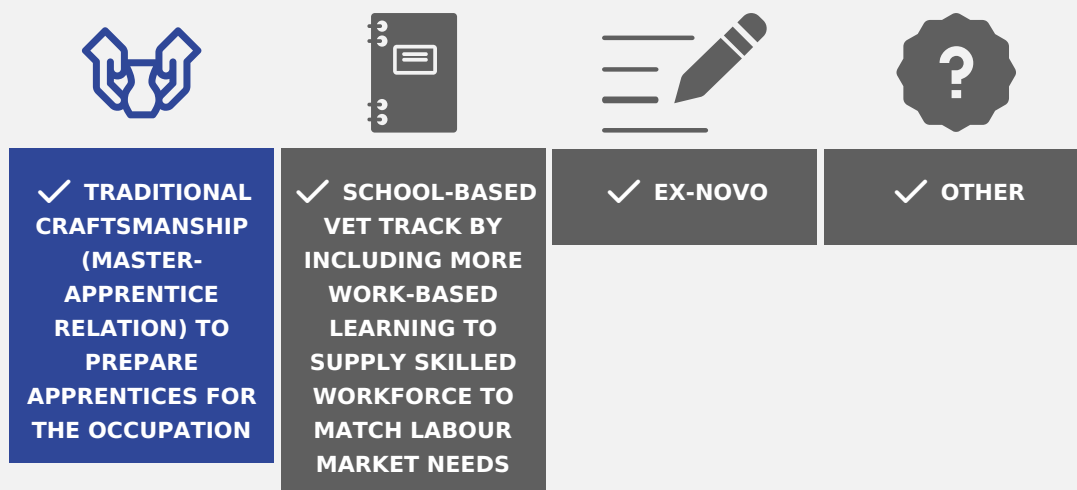 TRADITIONAL
CRAFTSMANSHIP
(MASTER-
APPRENTICE
RELATION) TO
PREPARE
APPRENTICES FOR
THE OCCUPATION
SCHOOL-BASED
VET TRACK BY
INCLUDING MORE
WORK-BASED
LEARNING TO
SUPPLY SKILLED
WORKFORCE TO
MATCH LABOUR
MARKET NEEDS
EX-NOVO
OTHER
?